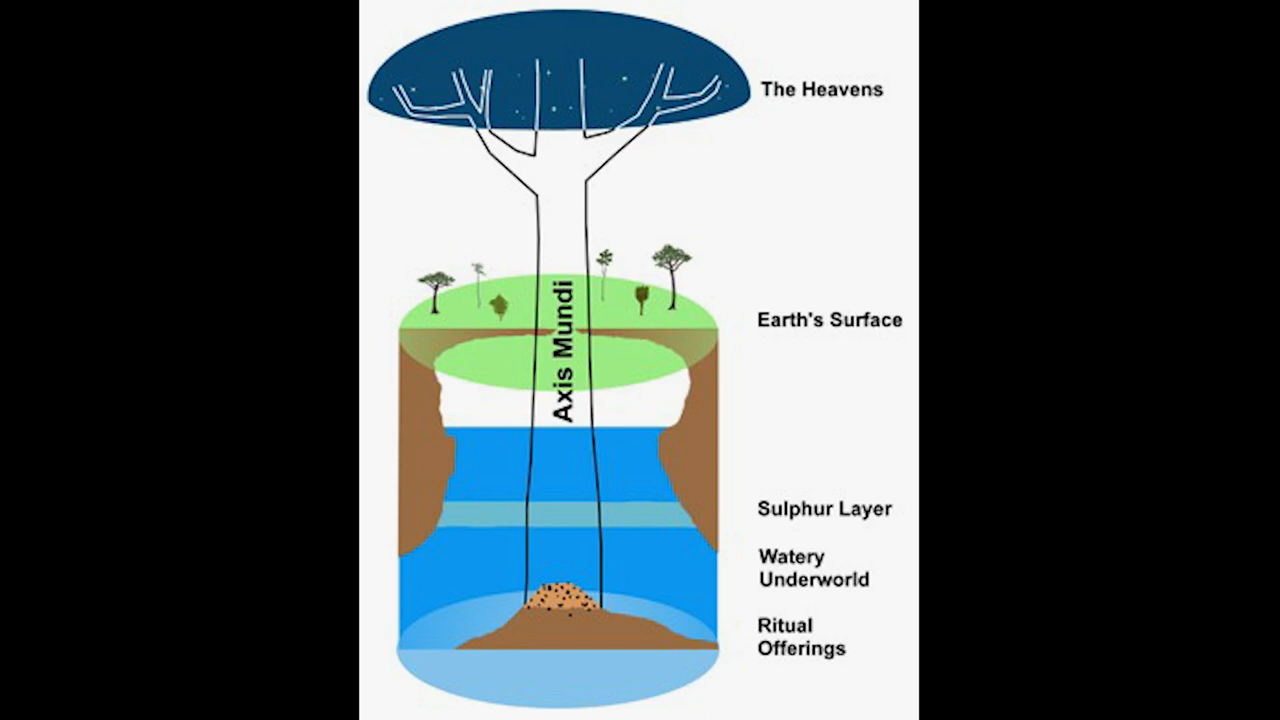 The Heavens
Axis Mundi
Earth's Surface
Sulphur Layer
Watery
Underworld
Ritual
Offerings